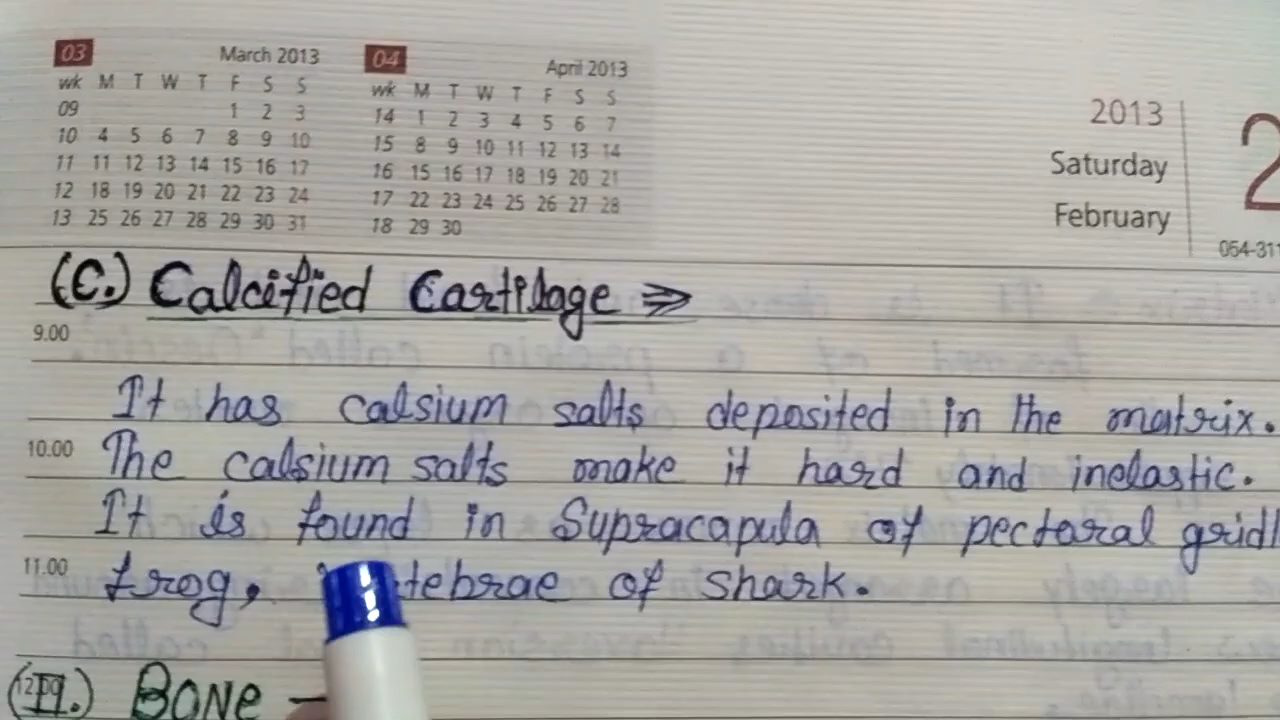 03 March 2013
wk M T W T F S S
09 1 2 3
10 4 5 6 7 8 9 10
11 11 12 13 14 15 16 17
12 18 19 20 21 22 23 24
13 25 26 27 28 29 30 31
04 April 2013
wk M T W T F S S
14 1 2 3 4 5 6 7
15 8 9 10 11 12 13 14
16 15 16 17 18 19 20 21
17 22 23 24 25 26 27 28
18 29 30
2013
Saturday
February
2
054-311
(C.) Calcified Cartilage ⇒
9.00
It has calsium salts deposited in the matrix.
10.00 The calsium salts make it hard and inelastic.
It is found in Supracapula of pectoral gridl
11.00 frog, tebrae of shark.
12.00
(II.) BONE –